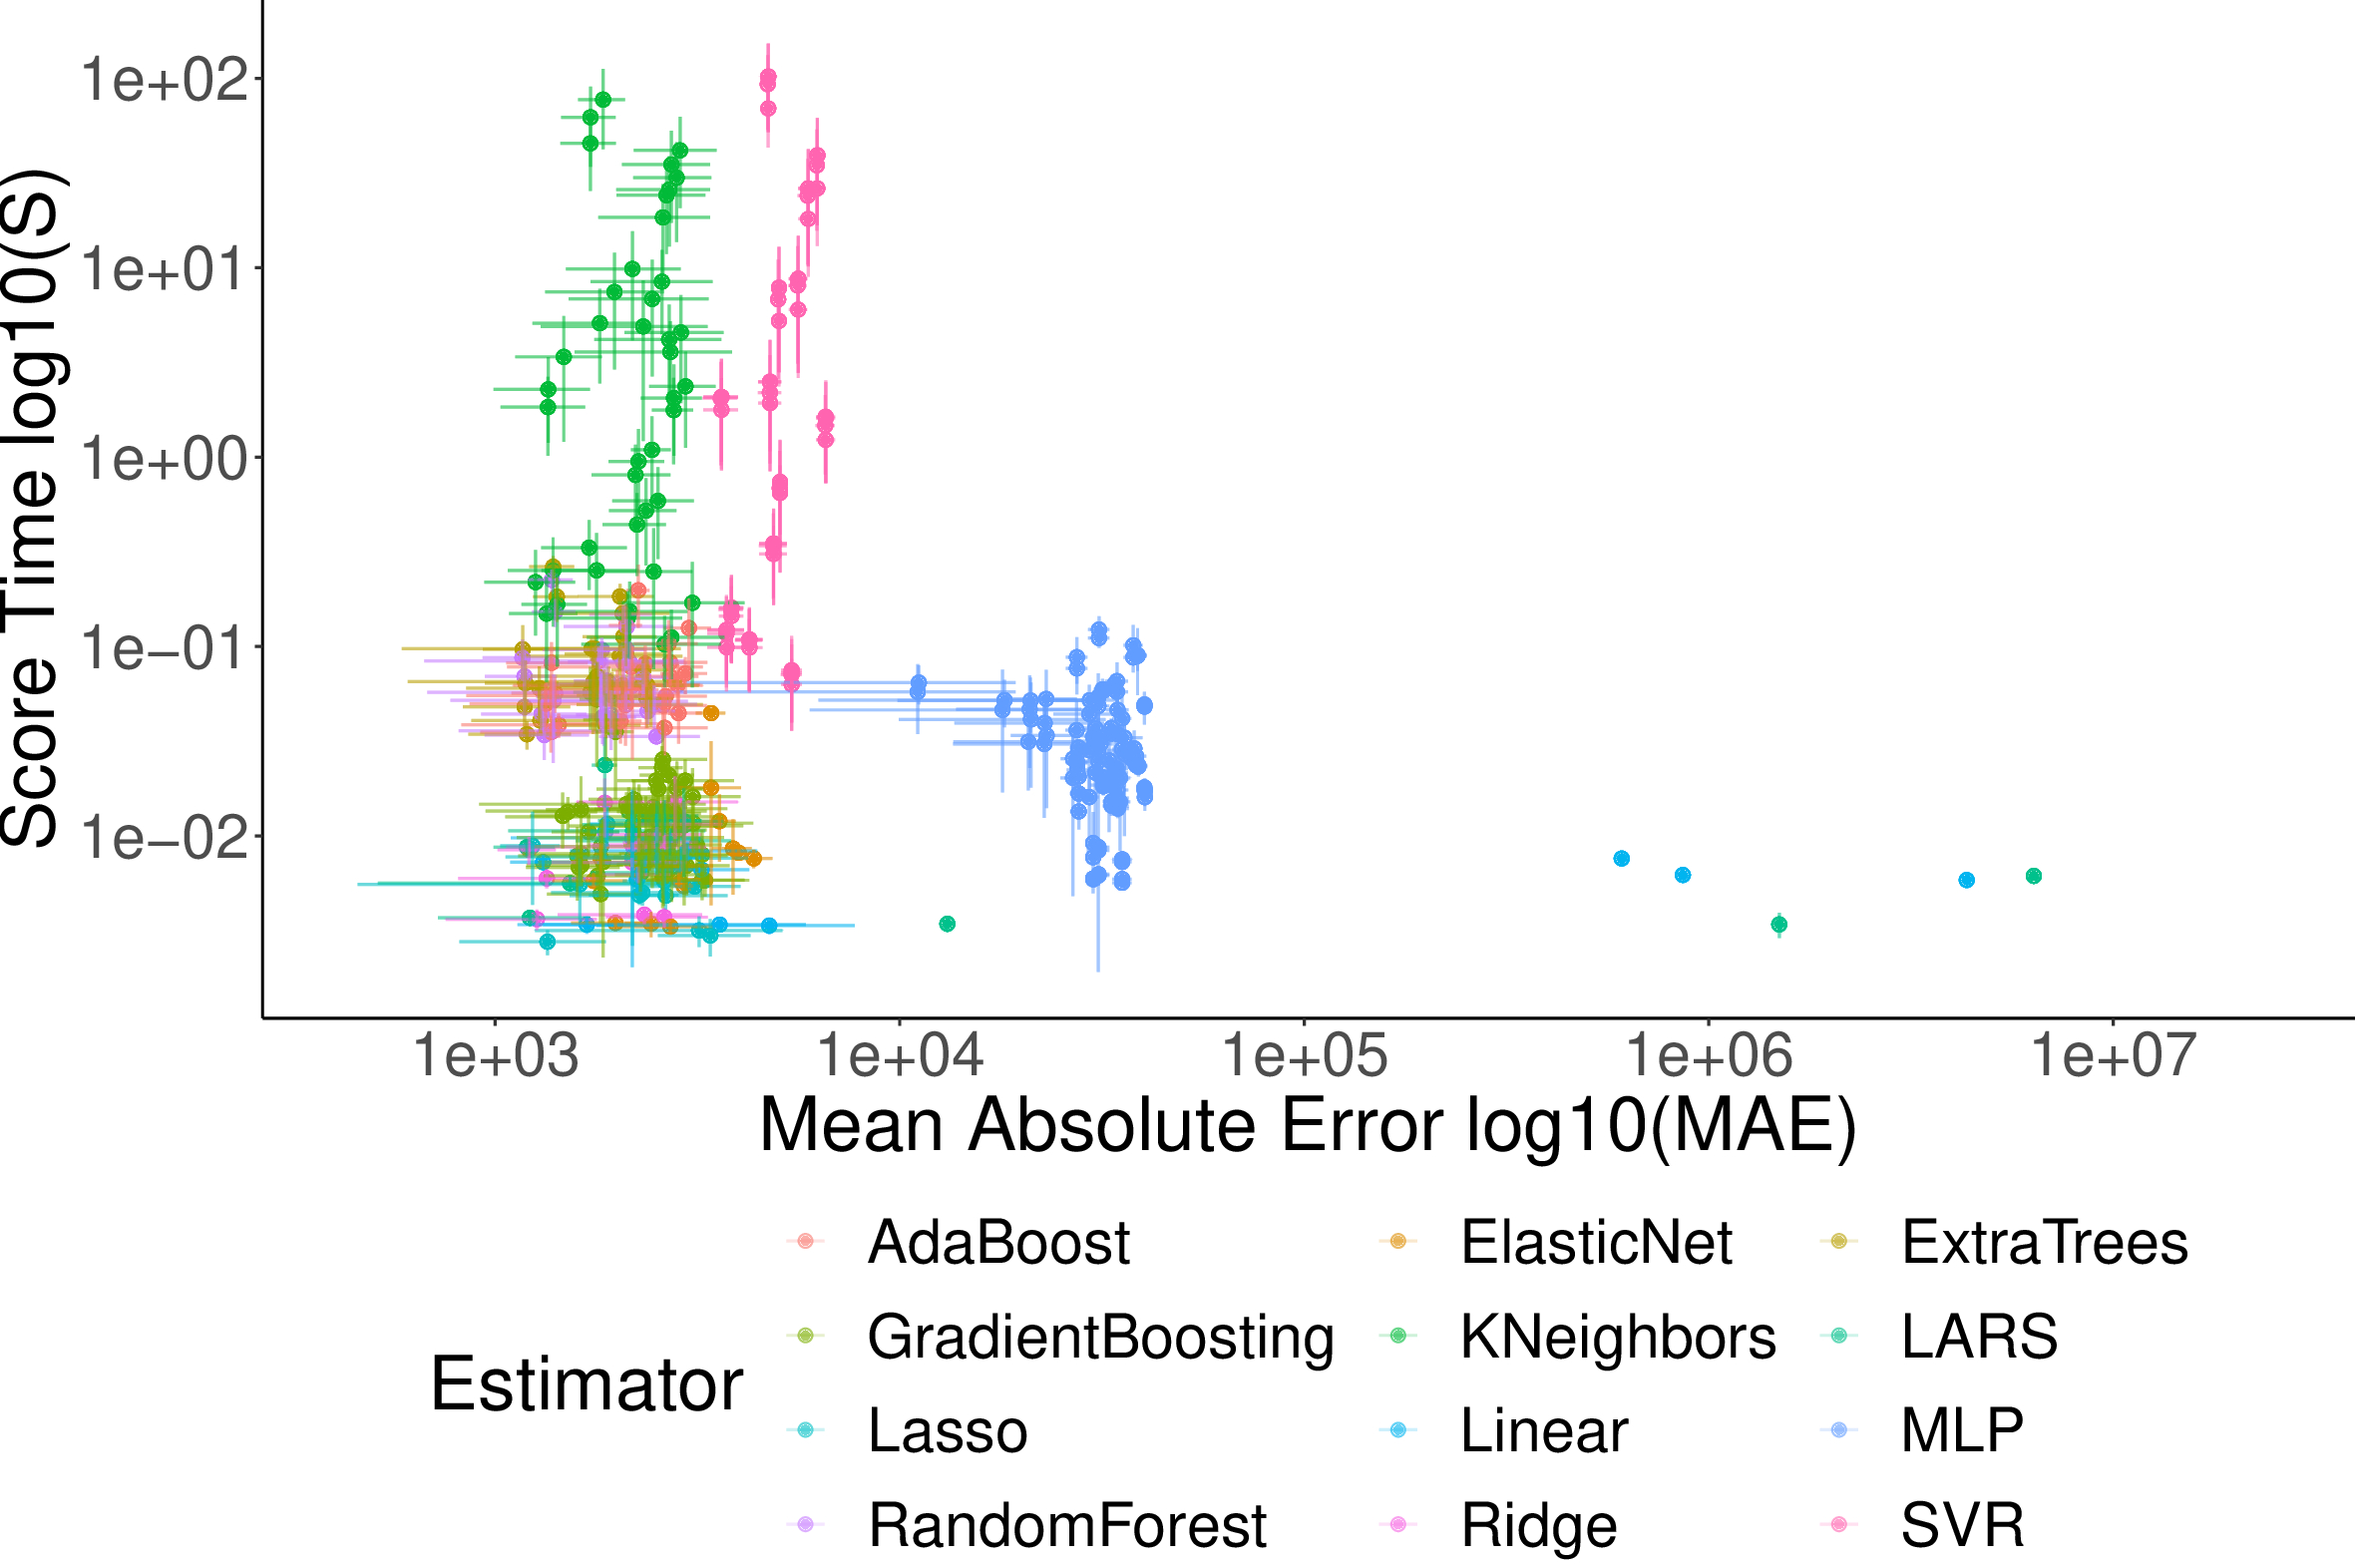 Score Time log10(S)
1e+02
1e+01
1e+00
1e−01
1e−02
1e+03 1e+04 1e+05 1e+06 1e+07
Mean Absolute Error log10(MAE)
Estimator
AdaBoost ElasticNet ExtraTrees
GradientBoosting KNeighbors LARS
Lasso Linear MLP
RandomForest Ridge SVR